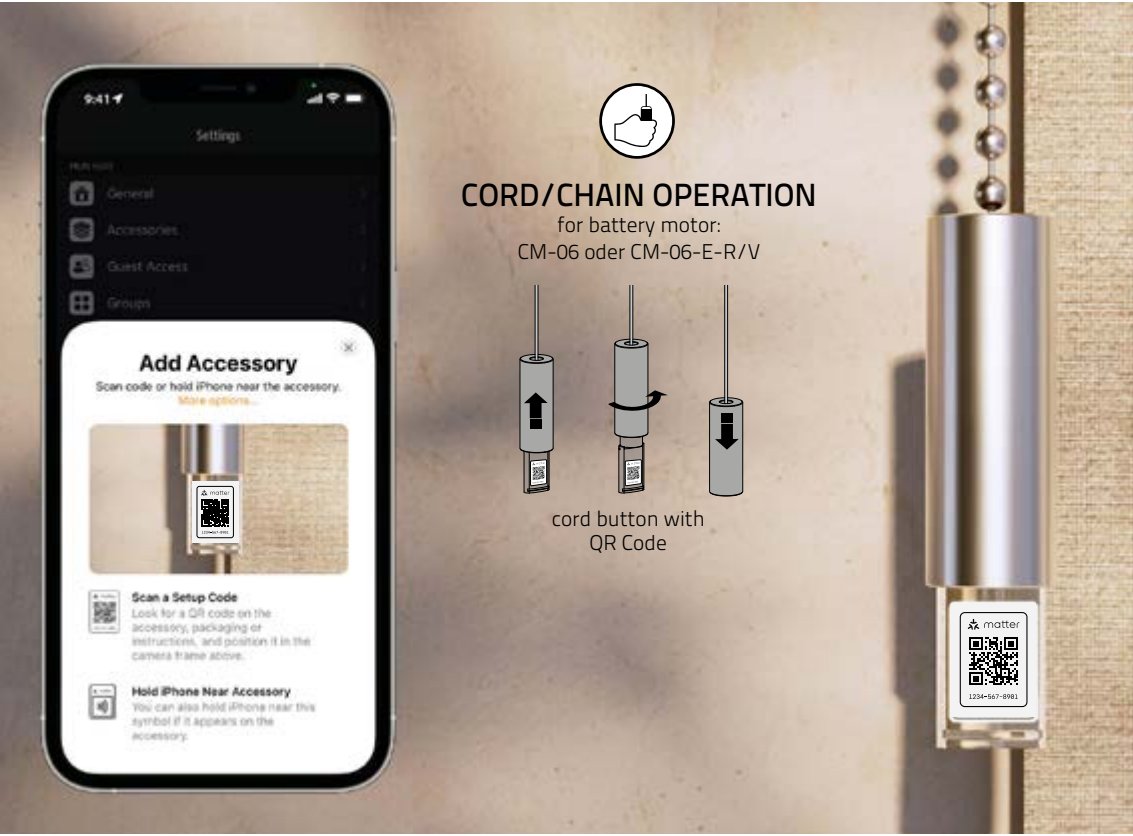 9:41
Settings
General
Accessories
Guest Access
Groups
Add Accessory
Scan code or hold iPhone near the accessory.
More options...
matter
1234-567-8901
Scan a Setup Code
Look for a QR code on the
accessory, packaging or
instructions, and position it in the
camera frame above.
Hold iPhone Near Accessory
You can also hold iPhone near this
symbol if it appears on the
accessory.
CORD/CHAIN OPERATION
for battery motor:
CM-06 oder CM-06-E-R/V
cord button with
QR Code
matter
1234-567-8901